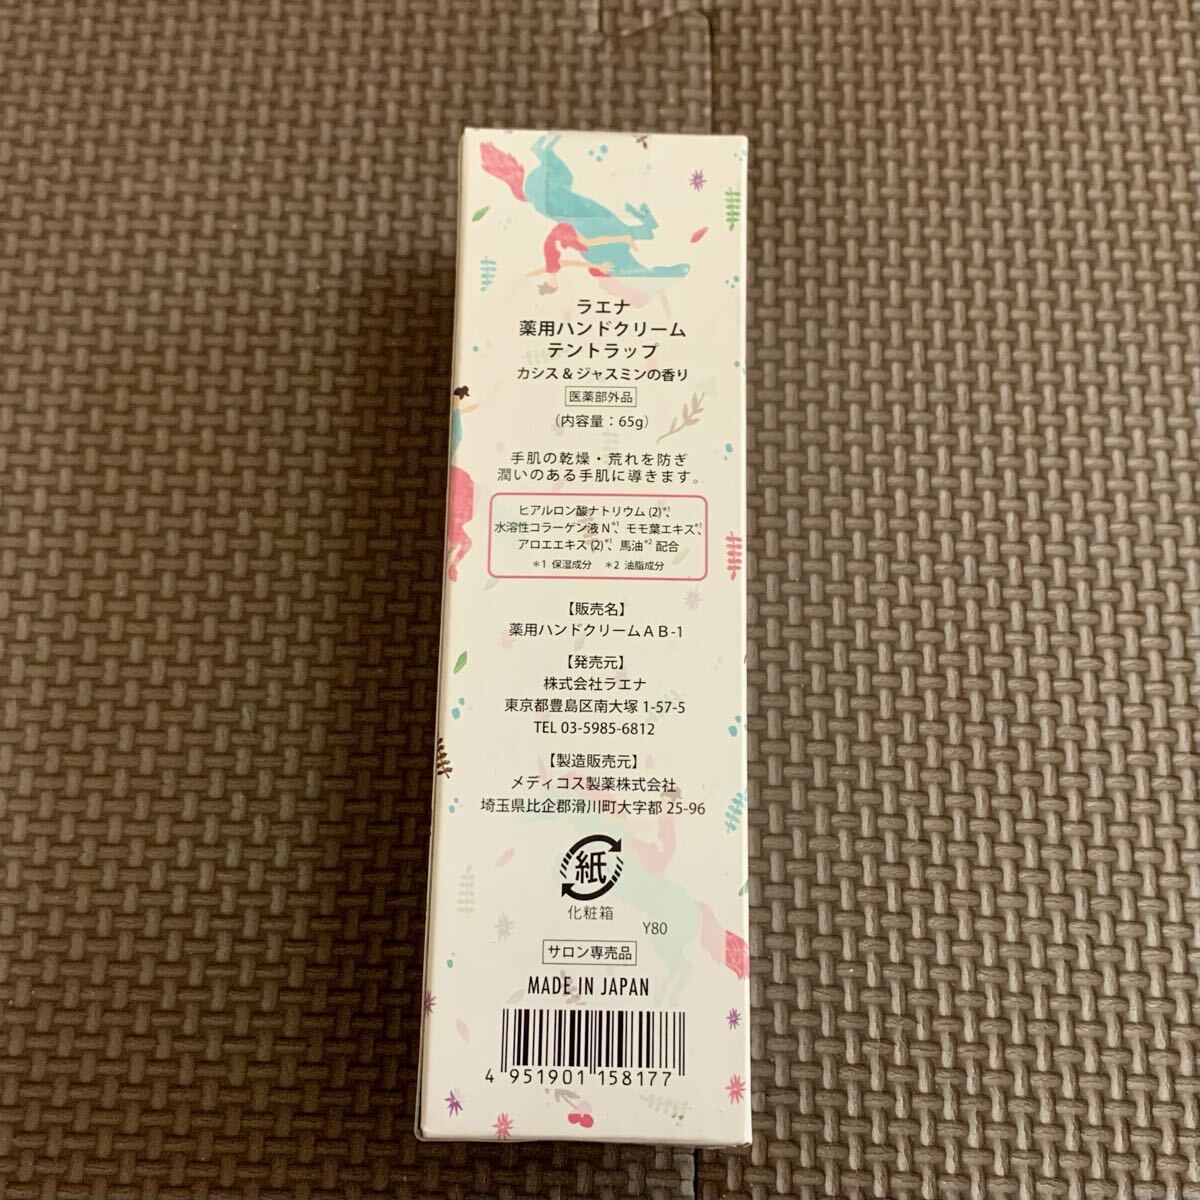 ラエナ
薬用ハンドクリーム
テントラップ
カシス&ジャスミンの香り
医薬部外品
(内容量：65g)
手肌の乾燥・荒れを防ぎ
潤いのある手肌に導きます。
ヒアルロン酸ナトリウム(2)*1、
水溶性コラーゲン液N*1、モモ葉エキス*1、
アロエエキス(2)*1、馬油*2配合
*1 保湿成分 *2 油脂成分
【販売名】
薬用ハンドクリームAB-1
【発売元】
株式会社ラエナ
東京都豊島区南大塚1-57-5
TEL 03-5985-6812
【製造販売元】
メディコス製薬株式会社
埼玉県比企郡滑川町大字都25-96
紙
化粧箱
Y80
サロン専売品
MADE IN JAPAN
4 951901 158177